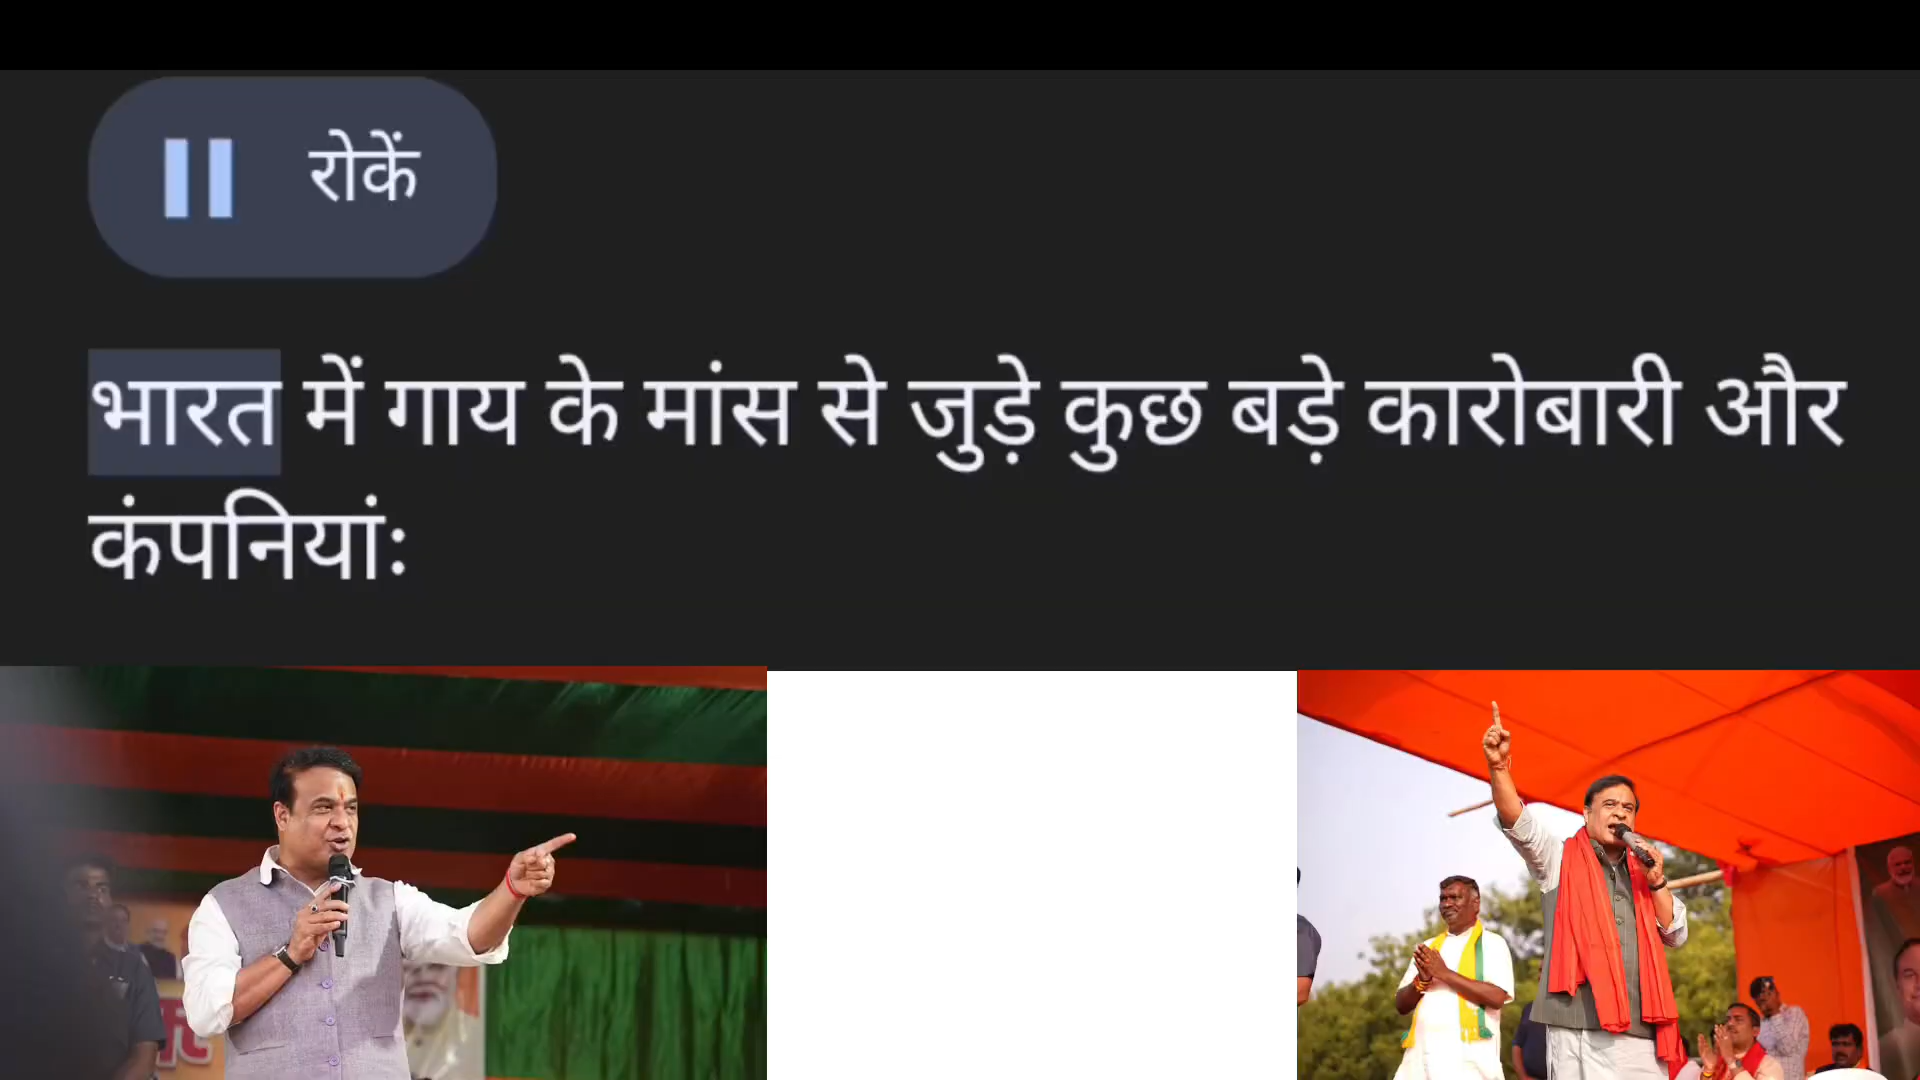 रोकें
भारत में गाय के मांस से जुड़े कुछ बड़े कारोबारी और
कंपनियां: